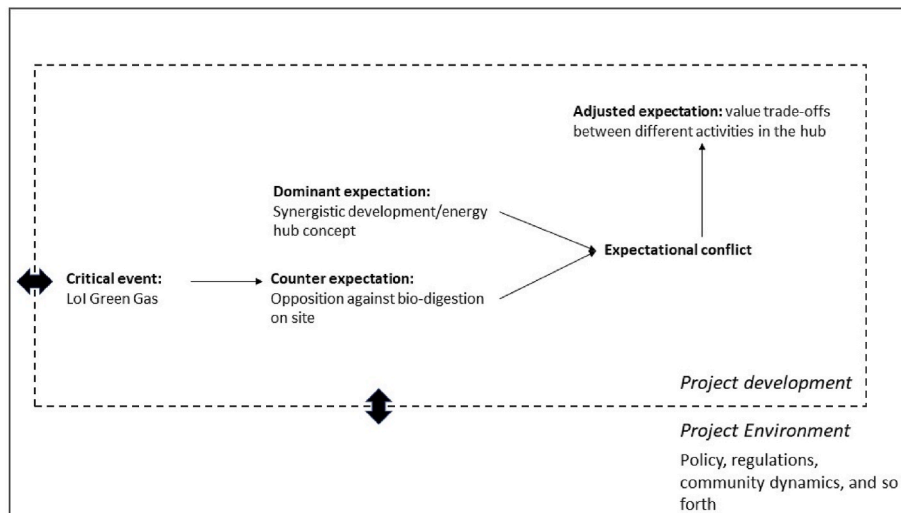 Adjusted expectation: value trade-offs
between different activities in the hub
Dominant expectation:
Synergistic development/energy
hub concept
Expectational conflict
Critical event:
LoI Green Gas
Counter expectation:
Opposition against bio-digestion
on site
Project development
Project Environment
Policy, regulations,
community dynamics, and so
forth